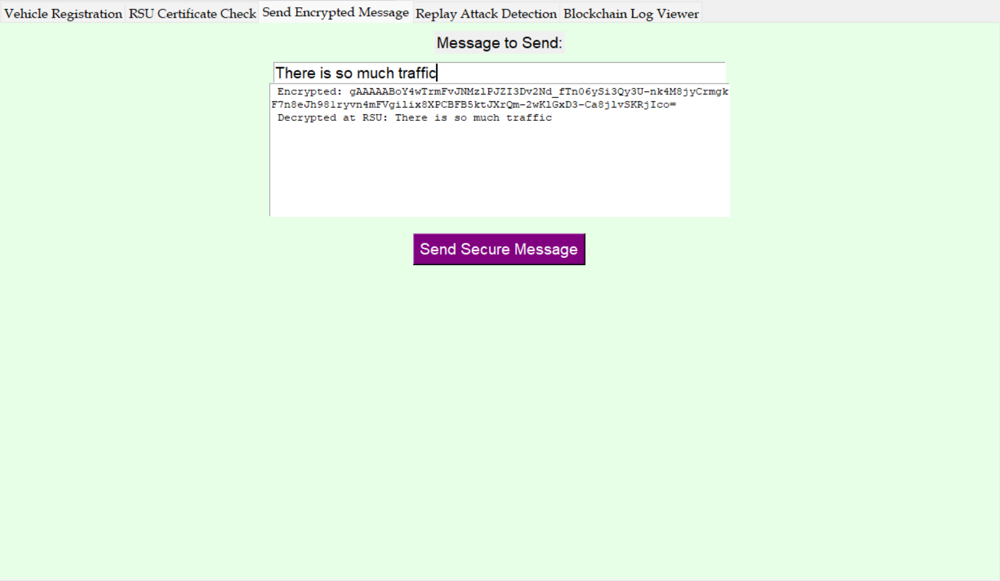 Vehicle Registration RSU Certificate Check Send Encrypted Message Replay Attack Detection Blockchain Log Viewer
Message to Send:
There is so much traffic
Encrypted: gAAAAABoY4wTrmFvJNMzlPJZI3Dv2Nd_fTn06ySi3Qy3U-nk4M8jyCrmgk
F7n8eJh98lryvn4mFVgilix8XPCBFB5ktJXrQm-2wKlGxD3-Ca8jlvSKRjIco=
Decrypted at RSU: There is so much traffic
Send Secure Message